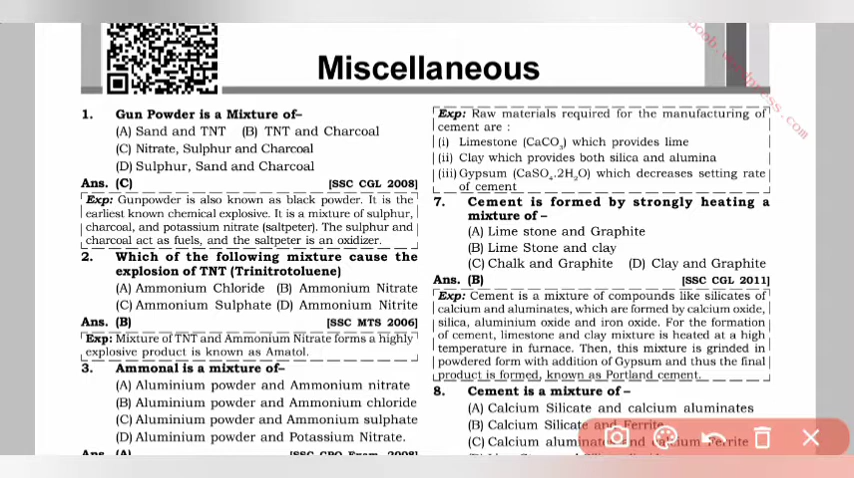 Miscellaneous
1. Gun Powder is a Mixture of–
(A) Sand and TNT (B) TNT and Charcoal
(C) Nitrate, Sulphur and Charcoal
(D) Sulphur, Sand and Charcoal
Ans. (C) [SSC CGL 2008]
Exp: Gunpowder is also known as black powder. It is the
earliest known chemical explosive. It is a mixture of sulphur,
charcoal, and potassium nitrate (saltpeter). The sulphur and
charcoal act as fuels, and the saltpeter is an oxidizer.
2. Which of the following mixture cause the
explosion of TNT (Trinitrotoluene)
(A) Ammonium Chloride (B) Ammonium Nitrate
(C) Ammonium Sulphate (D) Ammonium Nitrite
Ans. (B) [SSC MTS 2006]
Exp: Mixture of TNT and Ammonium Nitrate forms a highly
explosive product is known as Amatol.
3. Ammonal is a mixture of–
(A) Aluminium powder and Ammonium nitrate
(B) Aluminium powder and Ammonium chloride
(C) Aluminium powder and Ammonium sulphate
(D) Aluminium powder and Potassium Nitrate.
Ans. (A) [SSC CPO Exam 2008]
Exp: Raw materials required for the manufacturing of
cement are :
(i) Limestone (CaCO₃) which provides lime
(ii) Clay which provides both silica and alumina
(iii) Gypsum (CaSO₄.2H₂O) which decreases setting rate
of cement
7. Cement is formed by strongly heating a
mixture of –
(A) Lime stone and Graphite
(B) Lime Stone and clay
(C) Chalk and Graphite (D) Clay and Graphite
Ans. (B) [SSC CGL 2011]
Exp: Cement is a mixture of compounds like silicates of
calcium and aluminates, which are formed by calcium oxide,
silica, aluminium oxide and iron oxide. For the formation
of cement, limestone and clay mixture is heated at a high
temperature in furnace. Then, this mixture is grinded in
powdered form with addition of Gypsum and thus the final
product is formed, known as Portland cement.
8. Cement is a mixture of –
(A) Calcium Silicate and calcium aluminates
(B) Calcium Silicate and Ferrite
(C) Calcium aluminates and calcium Ferrite